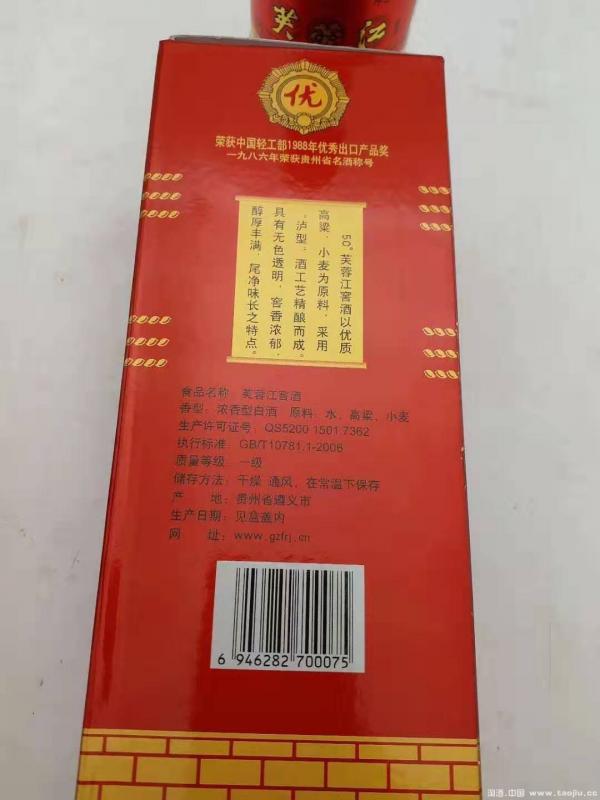 芙蓉江
优
荣获中国轻工部1988年优秀出口产品奖
一九八六年荣获贵州省名酒称号
50°芙蓉江窖酒以优质
高粱、小麦为原料，采用
“泸型”酒工艺精酿而成。
具有无色透明，窖香浓郁，
醇厚丰满，尾净味长之特点。
食品名称：芙蓉江窖酒
香型：浓香型白酒 原料：水、高粱、小麦
生产许可证号：QS5200 1501 7362
执行标准：GB/T10781.1-2006
质量等级：一级
储存方法：干燥 通风，在常温下保存
产 地：贵州省遵义市
生产日期：见盒盖内
网 址：www.gzfrj.cn
6 946282 700075
淘酒.中国 www.taojiu.cc